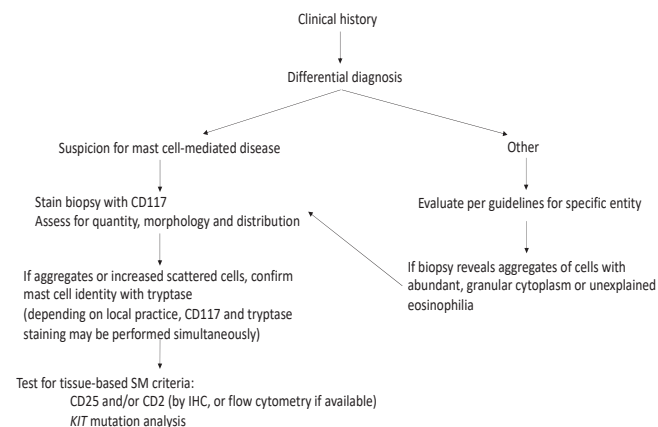 Clinical history
Differential diagnosis
Suspicion for mast cell-mediated disease
Other
Stain biopsy with CD117
Assess for quantity, morphology and distribution
Evaluate per guidelines for specific entity
If aggregates or increased scattered cells, confirm
mast cell identity with tryptase
(depending on local practice, CD117 and tryptase
staining may be performed simultaneously)
If biopsy reveals aggregates of cells with
abundant, granular cytoplasm or unexplained
eosinophilia
Test for tissue-based SM criteria:
CD25 and/or CD2 (by IHC, or flow cytometry if available)
KIT mutation analysis